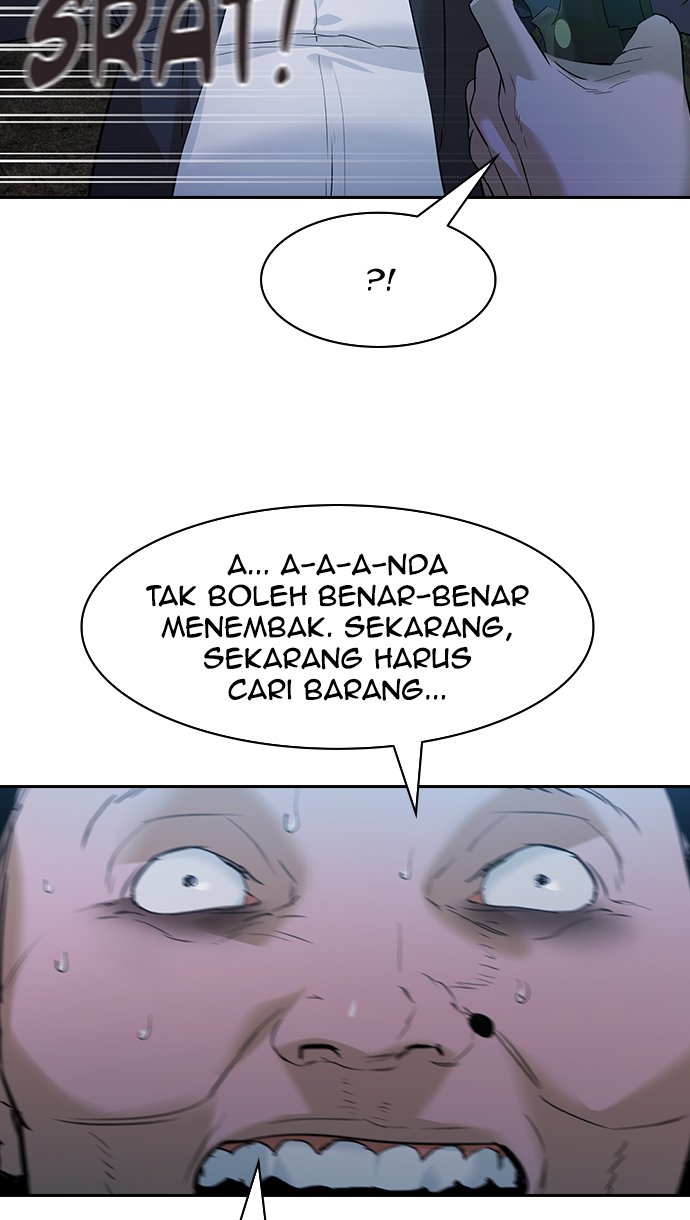 SRAT!
?!
A... A-A-A-NDA
TAK BOLEH BENAR-BENAR
MENEMBAK. SEKARANG,
SEKARANG HARUS
CARI BARANG...